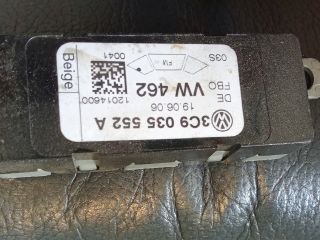 3C9 035 552 A
DE 19.06.06
FBO VW 462
12014600
0041 FM 03S
Beige